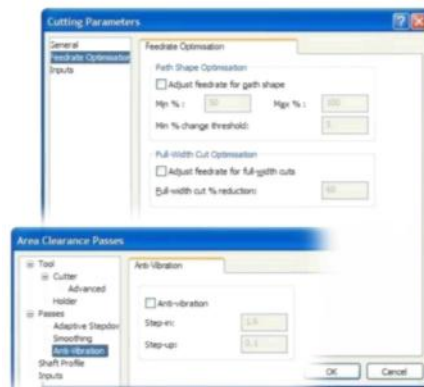 Cutting Parameters
General
Feedrate Optimisation
Inputs
Feedrate Optimisation
Path Shape Optimisation
Adjust feedrate for path shape
Min % : 50 Max % : 100
Min % change threshold:
Full-Width Cut Optimisation
Adjust feedrate for full-width cuts
Full-width cut % reduction: 60
Area Clearance Passes
Tool
Cutter
Advanced
Holder
Passes
Adaptive Stepdow
Smoothing
Anti-Vibration
Shaft Profile
Inputs
Anti-Vibration
Anti-vibration
Step-in:
Step-up:
OK Cancel